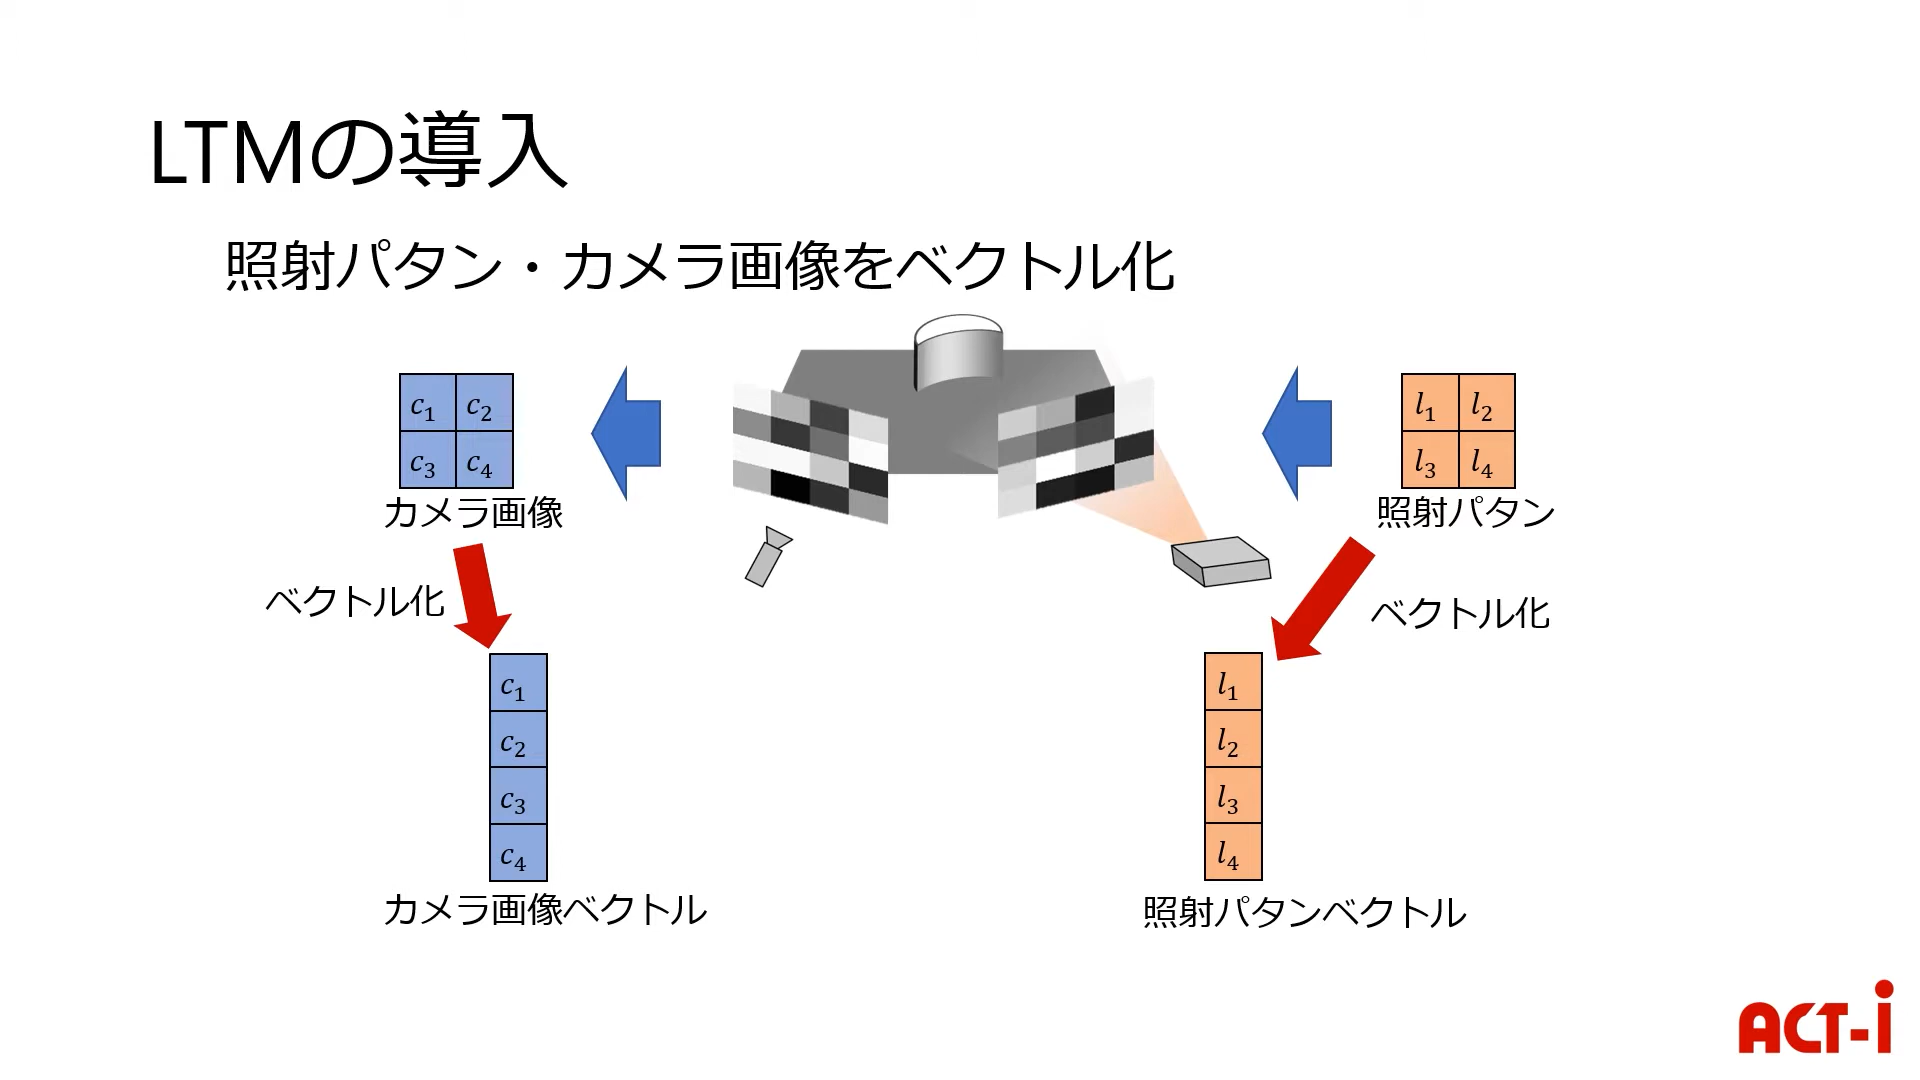 LTMの導入
照射パタン・カメラ画像をベクトル化
c1 c2
c3 c4
カメラ画像
l1 l2
l3 l4
照射パタン
ベクトル化
ベクトル化
c1
c2
c3
c4
カメラ画像ベクトル
l1
l2
l3
l4
照射パタンベクトル
ACT-i